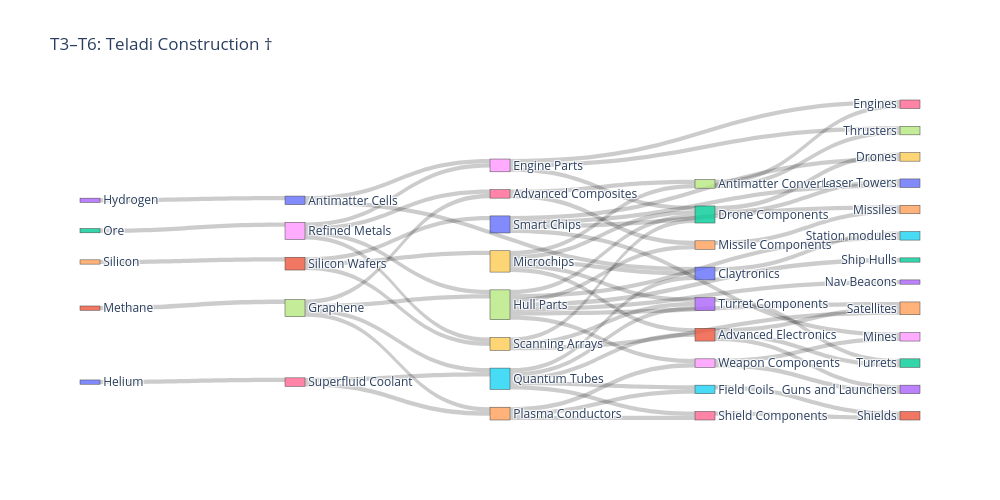 T3–T6: Teladi Construction †
Hydrogen
Ore
Silicon
Methane
Helium
Antimatter Cells
Refined Metals
Silicon Wafers
Graphene
Superfluid Coolant
Engine Parts
Advanced Composites
Smart Chips
Microchips
Hull Parts
Scanning Arrays
Quantum Tubes
Plasma Conductors
Antimatter Converters
Drone Components
Missile Components
Claytronics
Turret Components
Advanced Electronics
Weapon Components
Field Coils
Shield Components
Engines
Thrusters
Drones
Laser Towers
Missiles
Station modules
Ship Hulls
Nav Beacons
Satellites
Mines
Turrets
Guns and Launchers
Shields